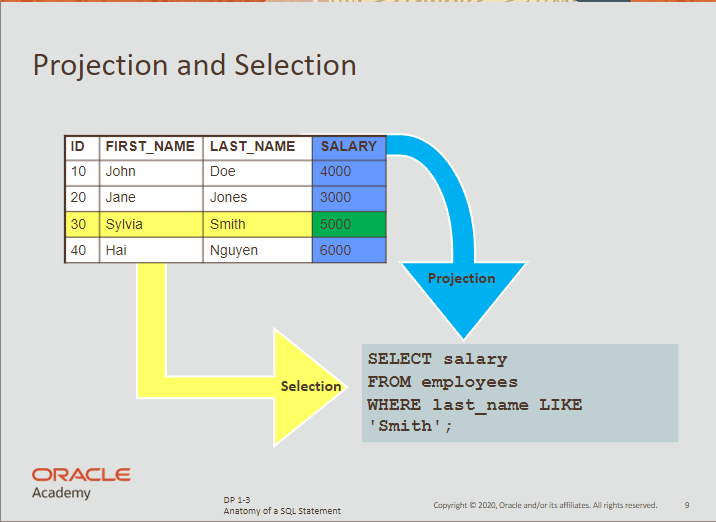 Projection and Selection
ID FIRST_NAME LAST_NAME SALARY
10 John Doe 4000
20 Jane Jones 3000
30 Sylvia Smith 5000
40 Hai Nguyen 6000
Projection
Selection
SELECT salary
FROM employees
WHERE last_name LIKE
'Smith';
ORACLE
Academy
DP 1-3
Anatomy of a SQL Statement
Copyright © 2020, Oracle and/or its affiliates. All rights reserved.
9